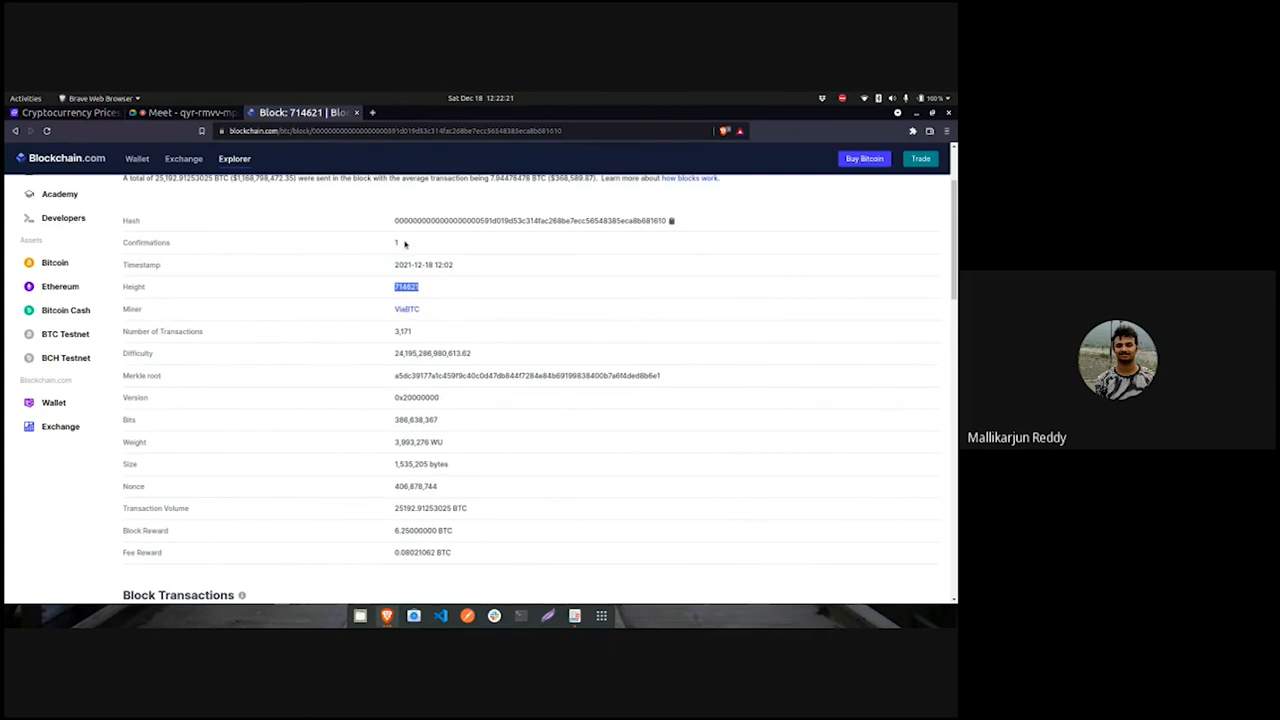 Activities Brave Web Browser Sat Dec 18 12:22:21 100%
Cryptocurrency Prices Meet - qyr-rmvv-mp Block: 714621 | Blo
blockchain.com/btc/block/0000000000000000000591d019d53c314fac268be7ecc56548385eca8b681610
Blockchain.com Wallet Exchange Explorer Buy Bitcoin Trade
A total of 25,192.91253025 BTC ($1,168,798,472.35) were sent in the block with the average transaction being 7.94478478 BTC ($368,589.87). Learn more about how blocks work.
Academy
Developers
Assets
Bitcoin
Ethereum
Bitcoin Cash
BTC Testnet
BCH Testnet
Blockchain.com
Wallet
Exchange
Hash 0000000000000000000591d019d53c314fac268be7ecc56548385eca8b681610
Confirmations 1
Timestamp 2021-12-18 12:02
Height 714621
Miner ViaBTC
Number of Transactions 3,171
Difficulty 24,195,286,980,613.62
Merkle root a5dc39177a1c459f9c40c0d47db844f7284e84b69199838400b7a6f4ded8b6e1
Version 0x20000000
Bits 386,638,367
Weight 3,993,276 WU
Size 1,535,205 bytes
Nonce 406,878,744
Transaction Volume 25192.91253025 BTC
Block Reward 6.25000000 BTC
Fee Reward 0.08021062 BTC
Block Transactions
Mallikarjun Reddy